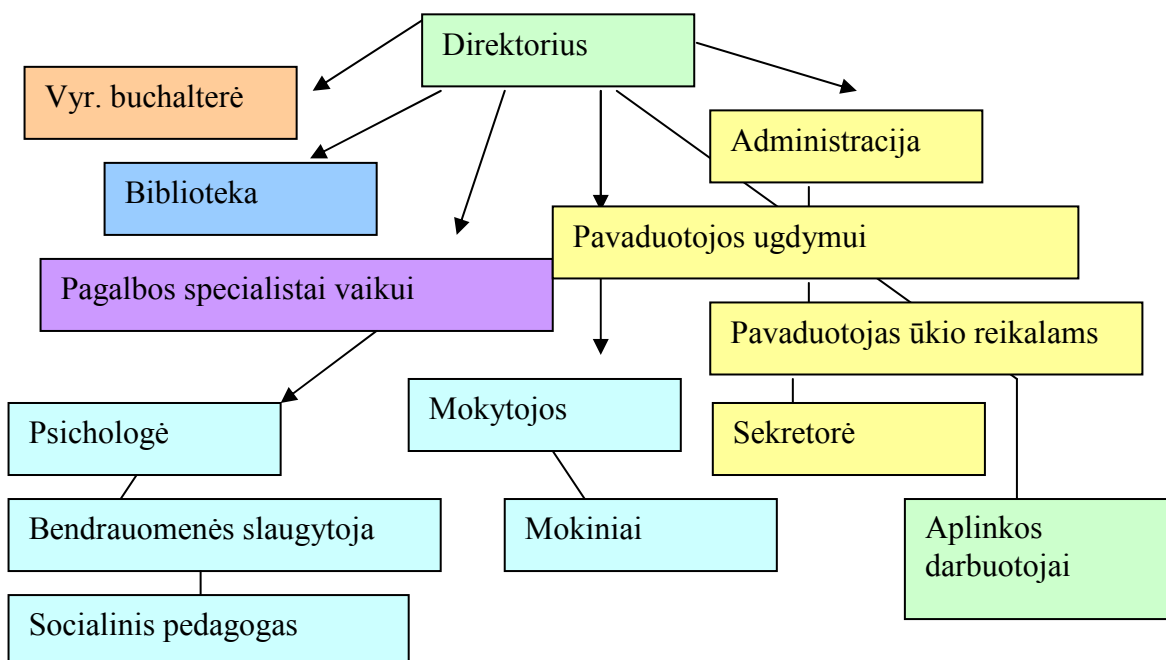 Direktorius
Vyr. buchalterė
Administracija
Biblioteka
Pavaduotojos ugdymui
Pagalbos specialistai vaikui
Pavaduotojas ūkio reikalams
Mokytojos
Psichologė
Sekretorė
Bendrauomenės slaugytoja
Mokiniai
Aplinkos
darbuotojai
Socialinis pedagogas